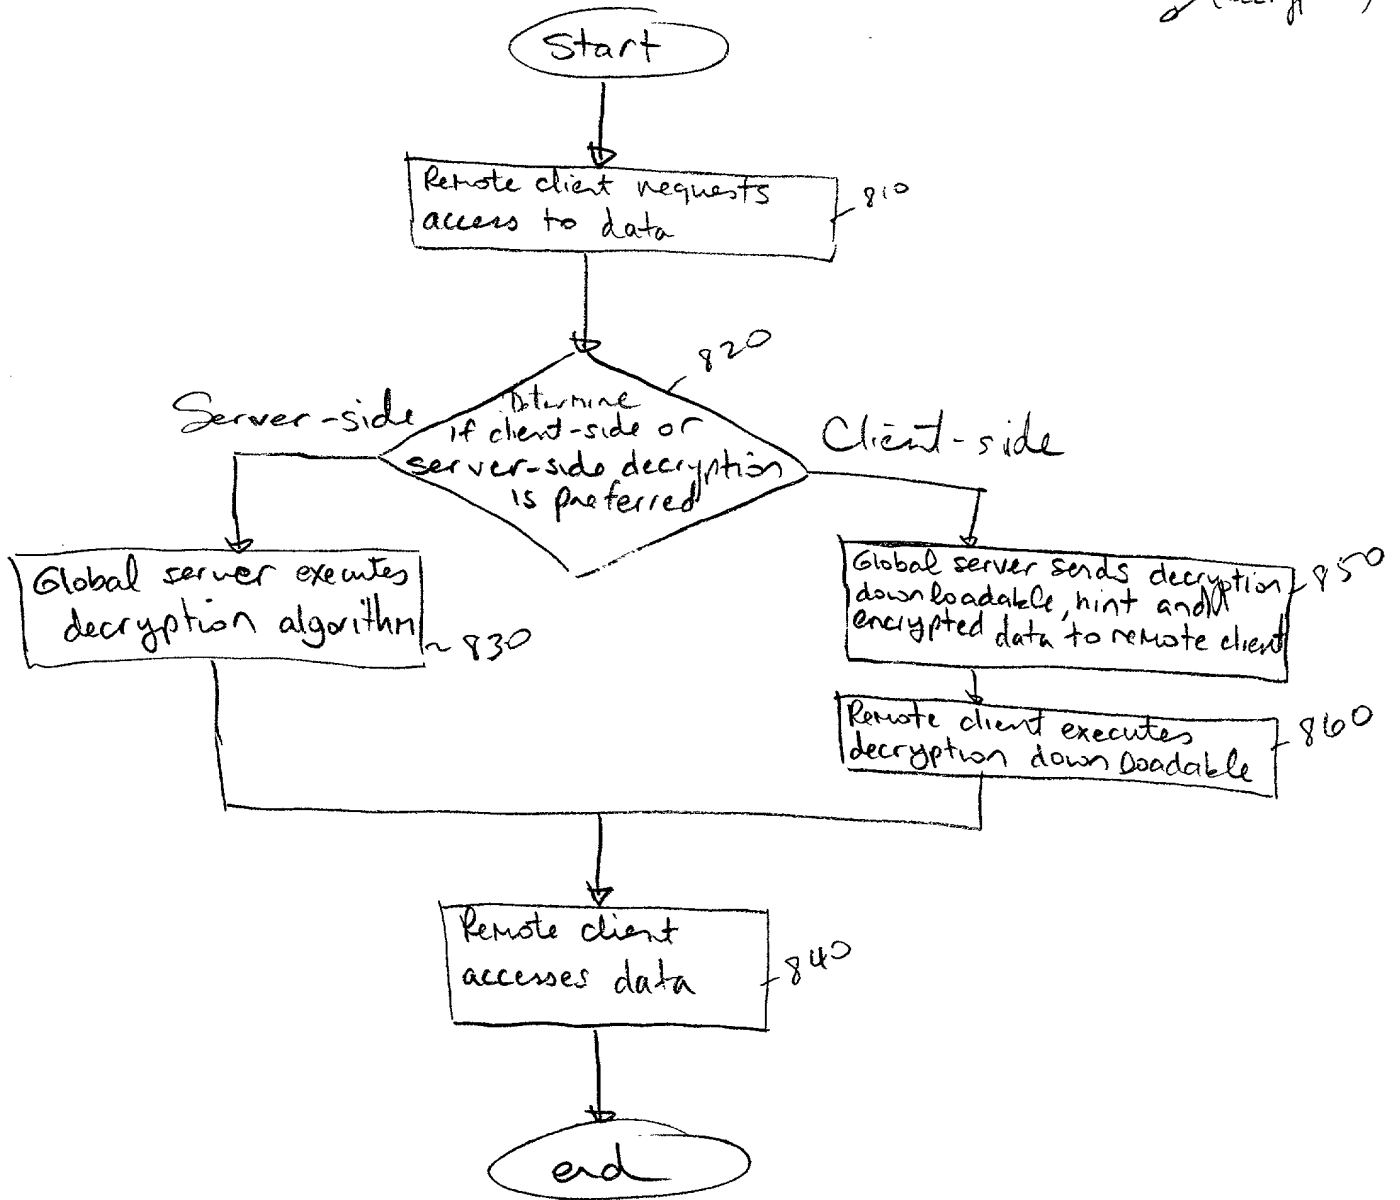 Start
Remote client requests
access to data
810
820
Server-side
Determine
if client-side or
server-side decryption
is preferred
Client-side
Global server executes
decryption algorithm
830
Global server sends decryption
downloadable, hint and
encrypted data to remote client
850
Remote client executes
decryption downloadable
860
Remote client
accesses data
840
end